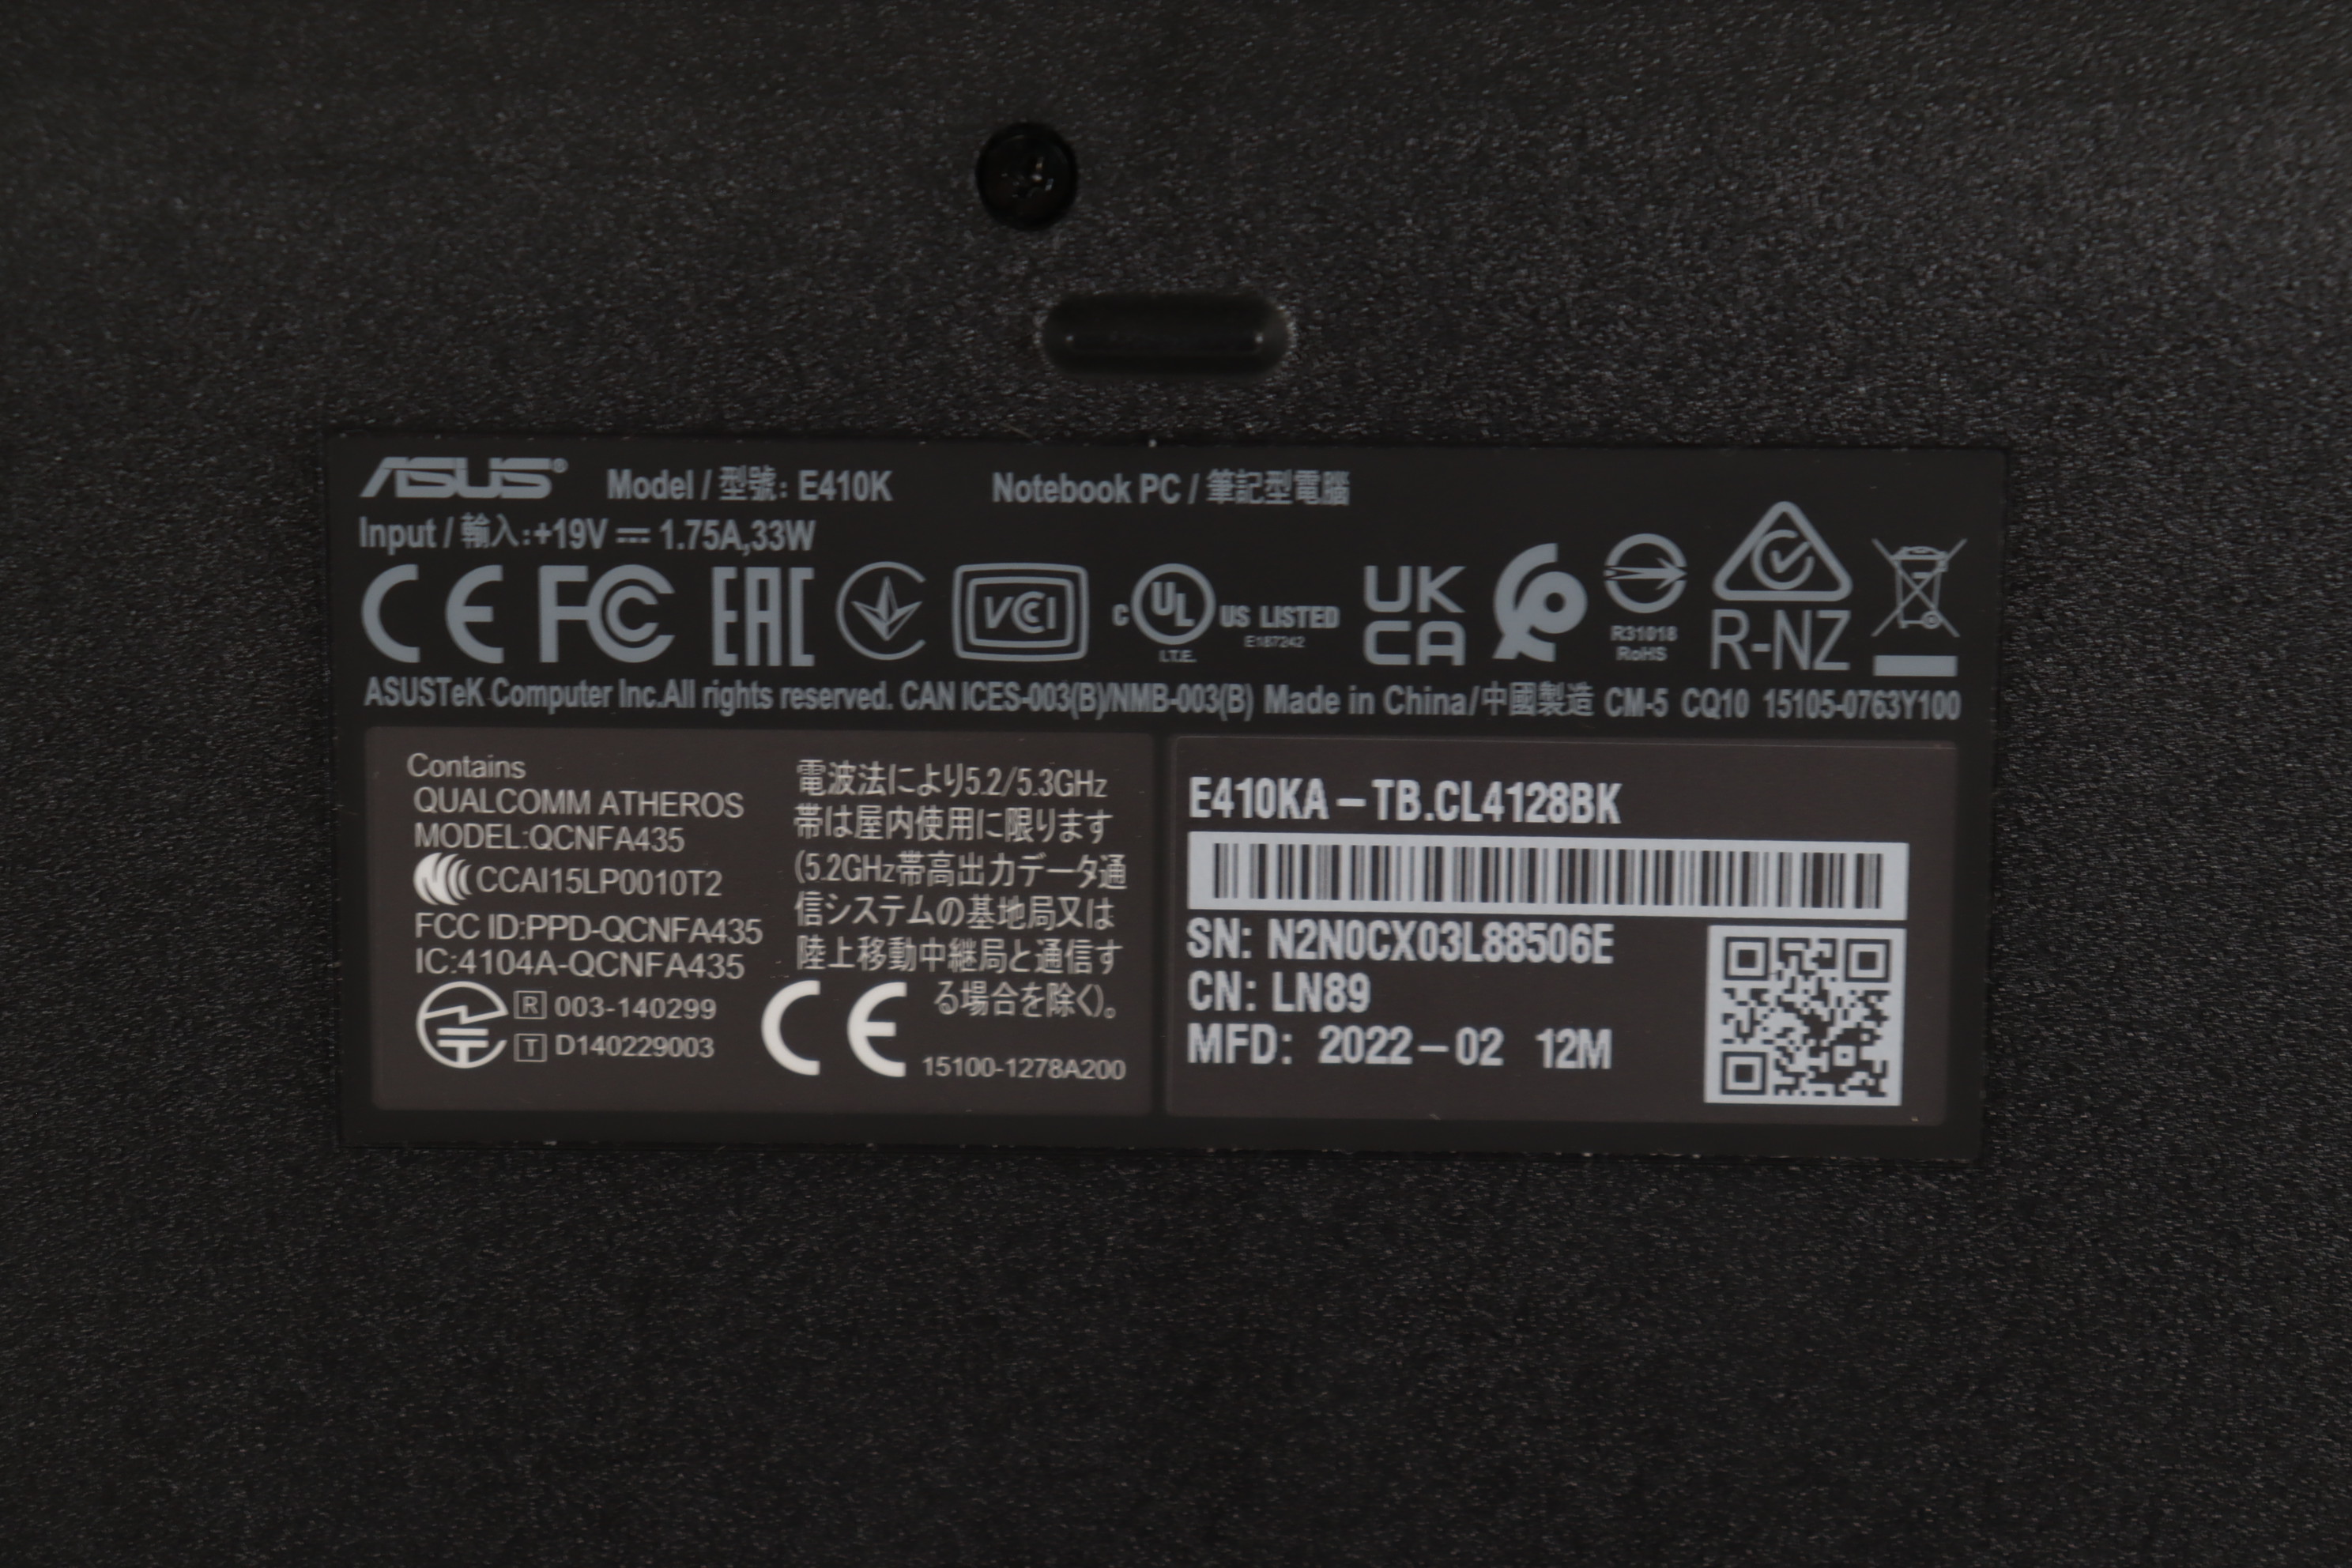 ASUS® Model / 型號: E410K Notebook PC / 筆記型電腦
Input / 輸入:+19V ⎓ 1.75A,33W
CE FC EAC VCCI c UL US LISTED UK CA
I.T.E. E187242
R31018
RoHS
R-NZ
ASUSTeK Computer Inc.All rights reserved. CAN ICES-003(B)/NMB-003(B) Made in China/中國製造 CM-5 CQ10 15105-0763Y100
Contains
QUALCOMM ATHEROS
MODEL:QCNFA435
CCAI15LP0010T2
FCC ID:PPD-QCNFA435
IC:4104A-QCNFA435
R 003-140299
T D140229003
電波法により5.2/5.3GHz
帯は屋内使用に限ります
(5.2GHz帯高出力データ通
信システムの基地局又は
陸上移動中継局と通信す
る場合を除く)。
CE
15100-1278A200
E410KA-TB.CL4128BK
SN: N2N0CX03L88506E
CN: LN89
MFD: 2022-02 12M